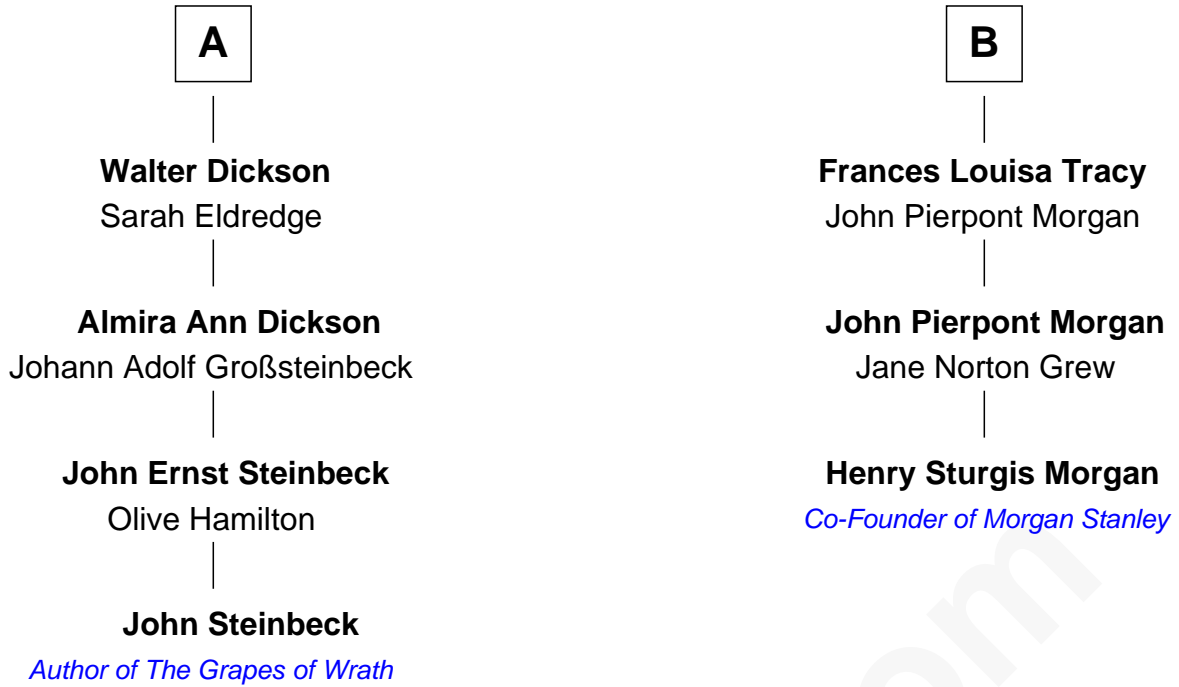 A
Walter Dickson
Sarah Eldredge
Almira Ann Dickson
Johann Adolf Großsteinbeck
John Ernst Steinbeck
Olive Hamilton
John Steinbeck
Author of The Grapes of Wrath
B
Frances Louisa Tracy
John Pierpont Morgan
John Pierpont Morgan
Jane Norton Grew
Henry Sturgis Morgan
Co-Founder of Morgan Stanley
om